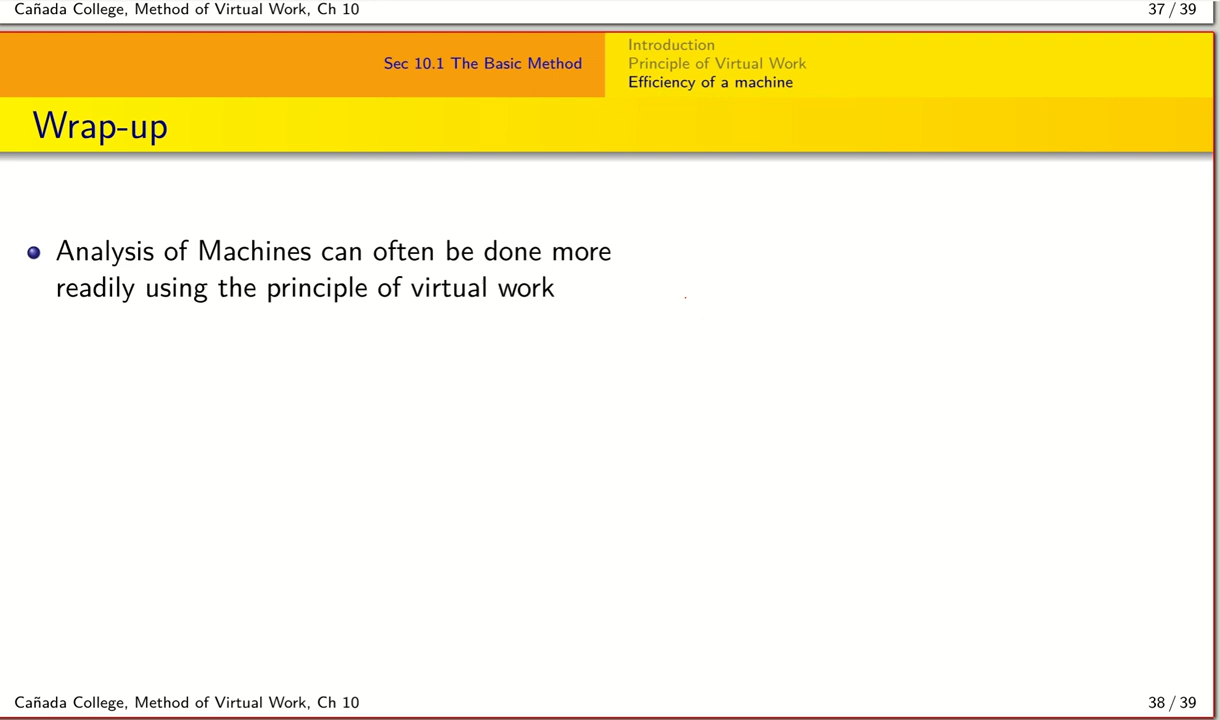 Cañada College, Method of Virtual Work, Ch 10 37 / 39
Sec 10.1 The Basic Method
Introduction
Principle of Virtual Work
Efficiency of a machine
Wrap-up
Analysis of Machines can often be done more
readily using the principle of virtual work
Cañada College, Method of Virtual Work, Ch 10 38 / 39